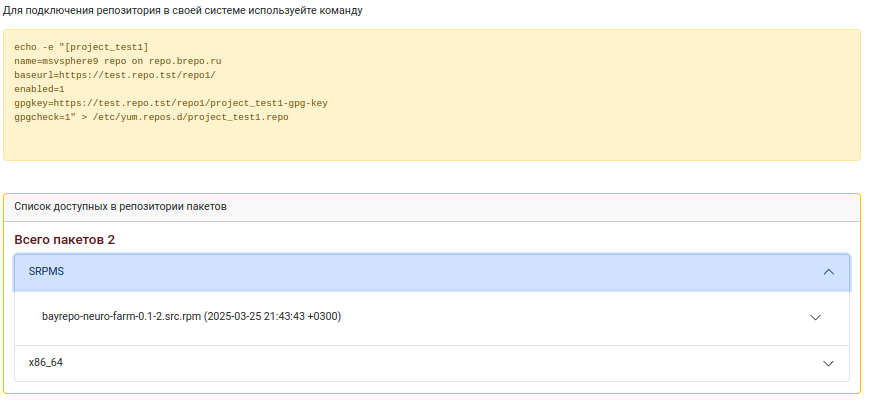 Для подключения репозитория в своей системе используейте команду
echo -e "[project_test1]
name=msvsphere9 repo on repo.brepo.ru
baseurl=https://test.repo.tst/repo1/
enabled=1
gpgkey=https://test.repo.tst/repo1/project_test1-gpg-key
gpgcheck=1" > /etc/yum.repos.d/project_test1.repo
Список доступных в репозитории пакетов
Всего пакетов 2
SRPMS
bayrepo-neuro-farm-0.1-2.src.rpm (2025-03-25 21:43:43 +0300)
x86_64